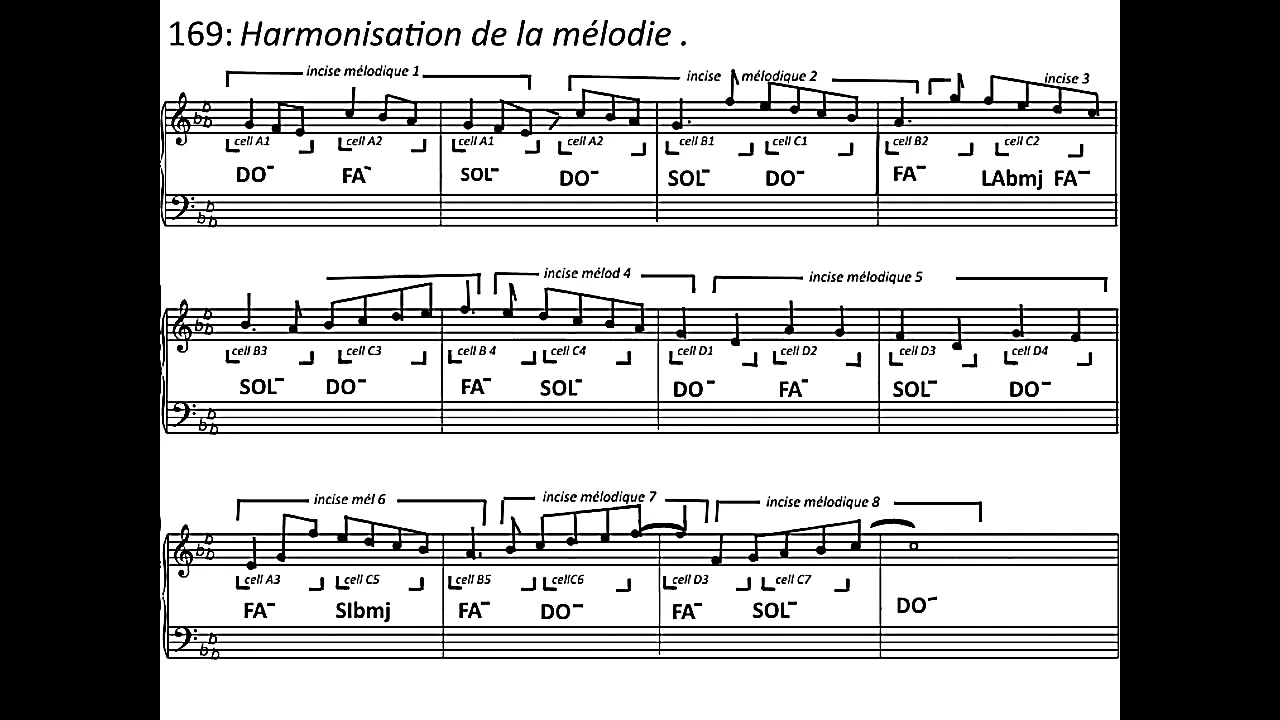 169: Harmonisation de la mélodie .
incise mélodique 1 incise mélodique 2 incise 3
cell A1 cell A2 cell A1 cell A2 cell B1 cell C1 cell B2 cell C2
DO- FA- SOL- DO- SOL- DO- FA- LAbmj FA-
incise mélod 4 incise mélodique 5
cell B3 cell C3 cell B 4 cell C4 cell D1 cell D2 cell D3 cell D4
SOL- DO- FA- SOL- DO- FA- SOL- DO-
incise mél 6 incise mélodique 7 incise mélodique 8
cell A3 cell C5 cell B5 cellC6 cell D3 cell C7
FA- SIbmj FA- DO- FA- SOL- DO-